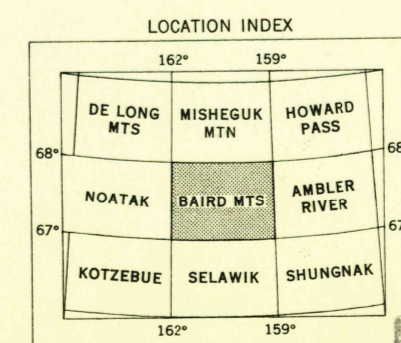 LOCATION INDEX
162° 159°
DE LONG MTS MISHEGUK MTN HOWARD PASS
68° 68
NOATAK BAIRD MTS AMBLER RIVER
67° 67
KOTZEBUE SELAWIK SHUNGNAK
162° 159°